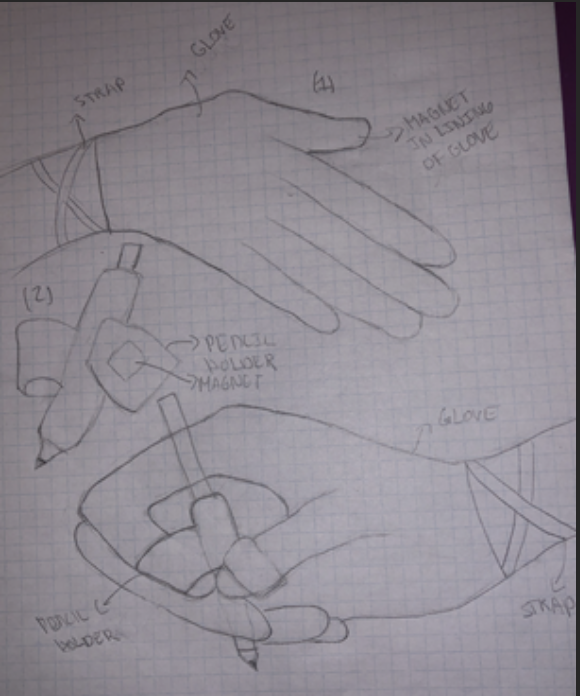 GLOVE
STRAP
(1)
MAGNET
IN LINING
OF GLOVE
(2)
PENCIL
HOLDER
MAGNET
GLOVE
PENCIL
HOLDER
STRAP